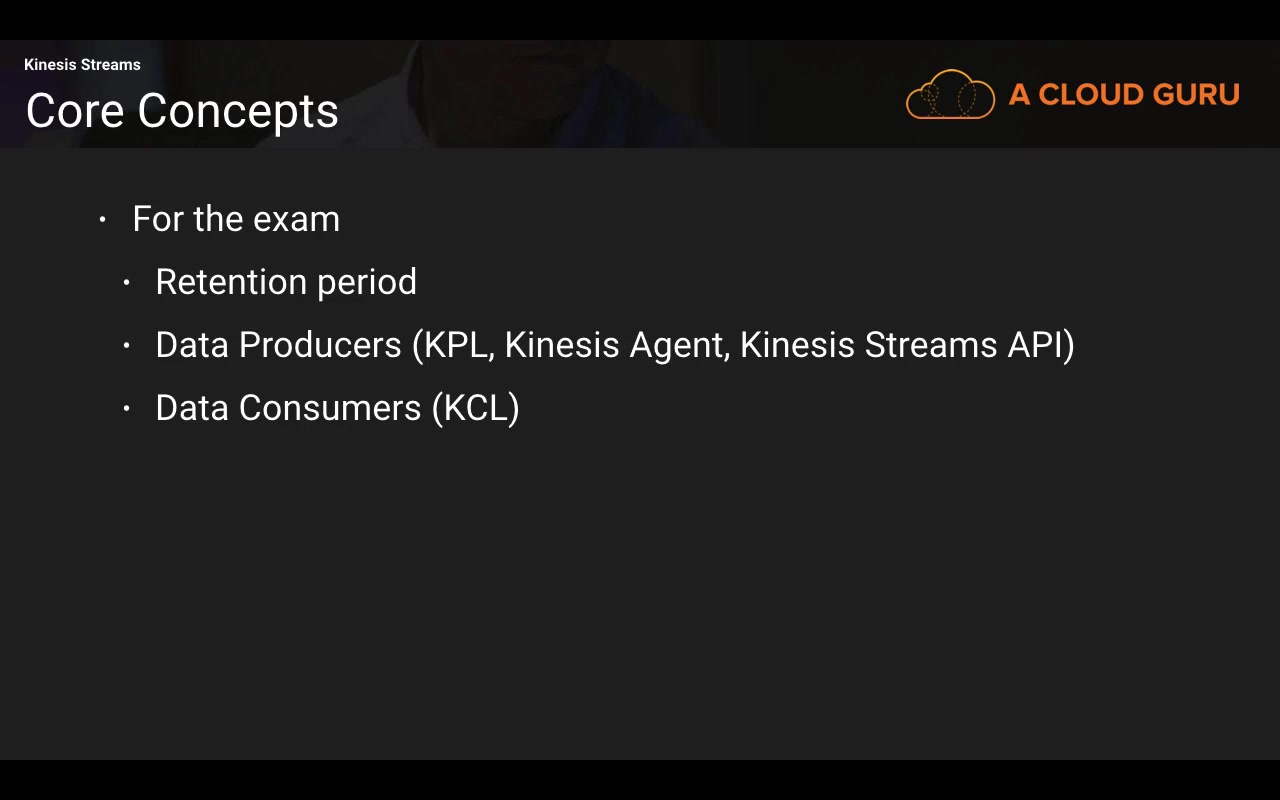 Kinesis Streams
Core Concepts
A CLOUD GURU
• For the exam
• Retention period
• Data Producers (KPL, Kinesis Agent, Kinesis Streams API)
• Data Consumers (KCL)